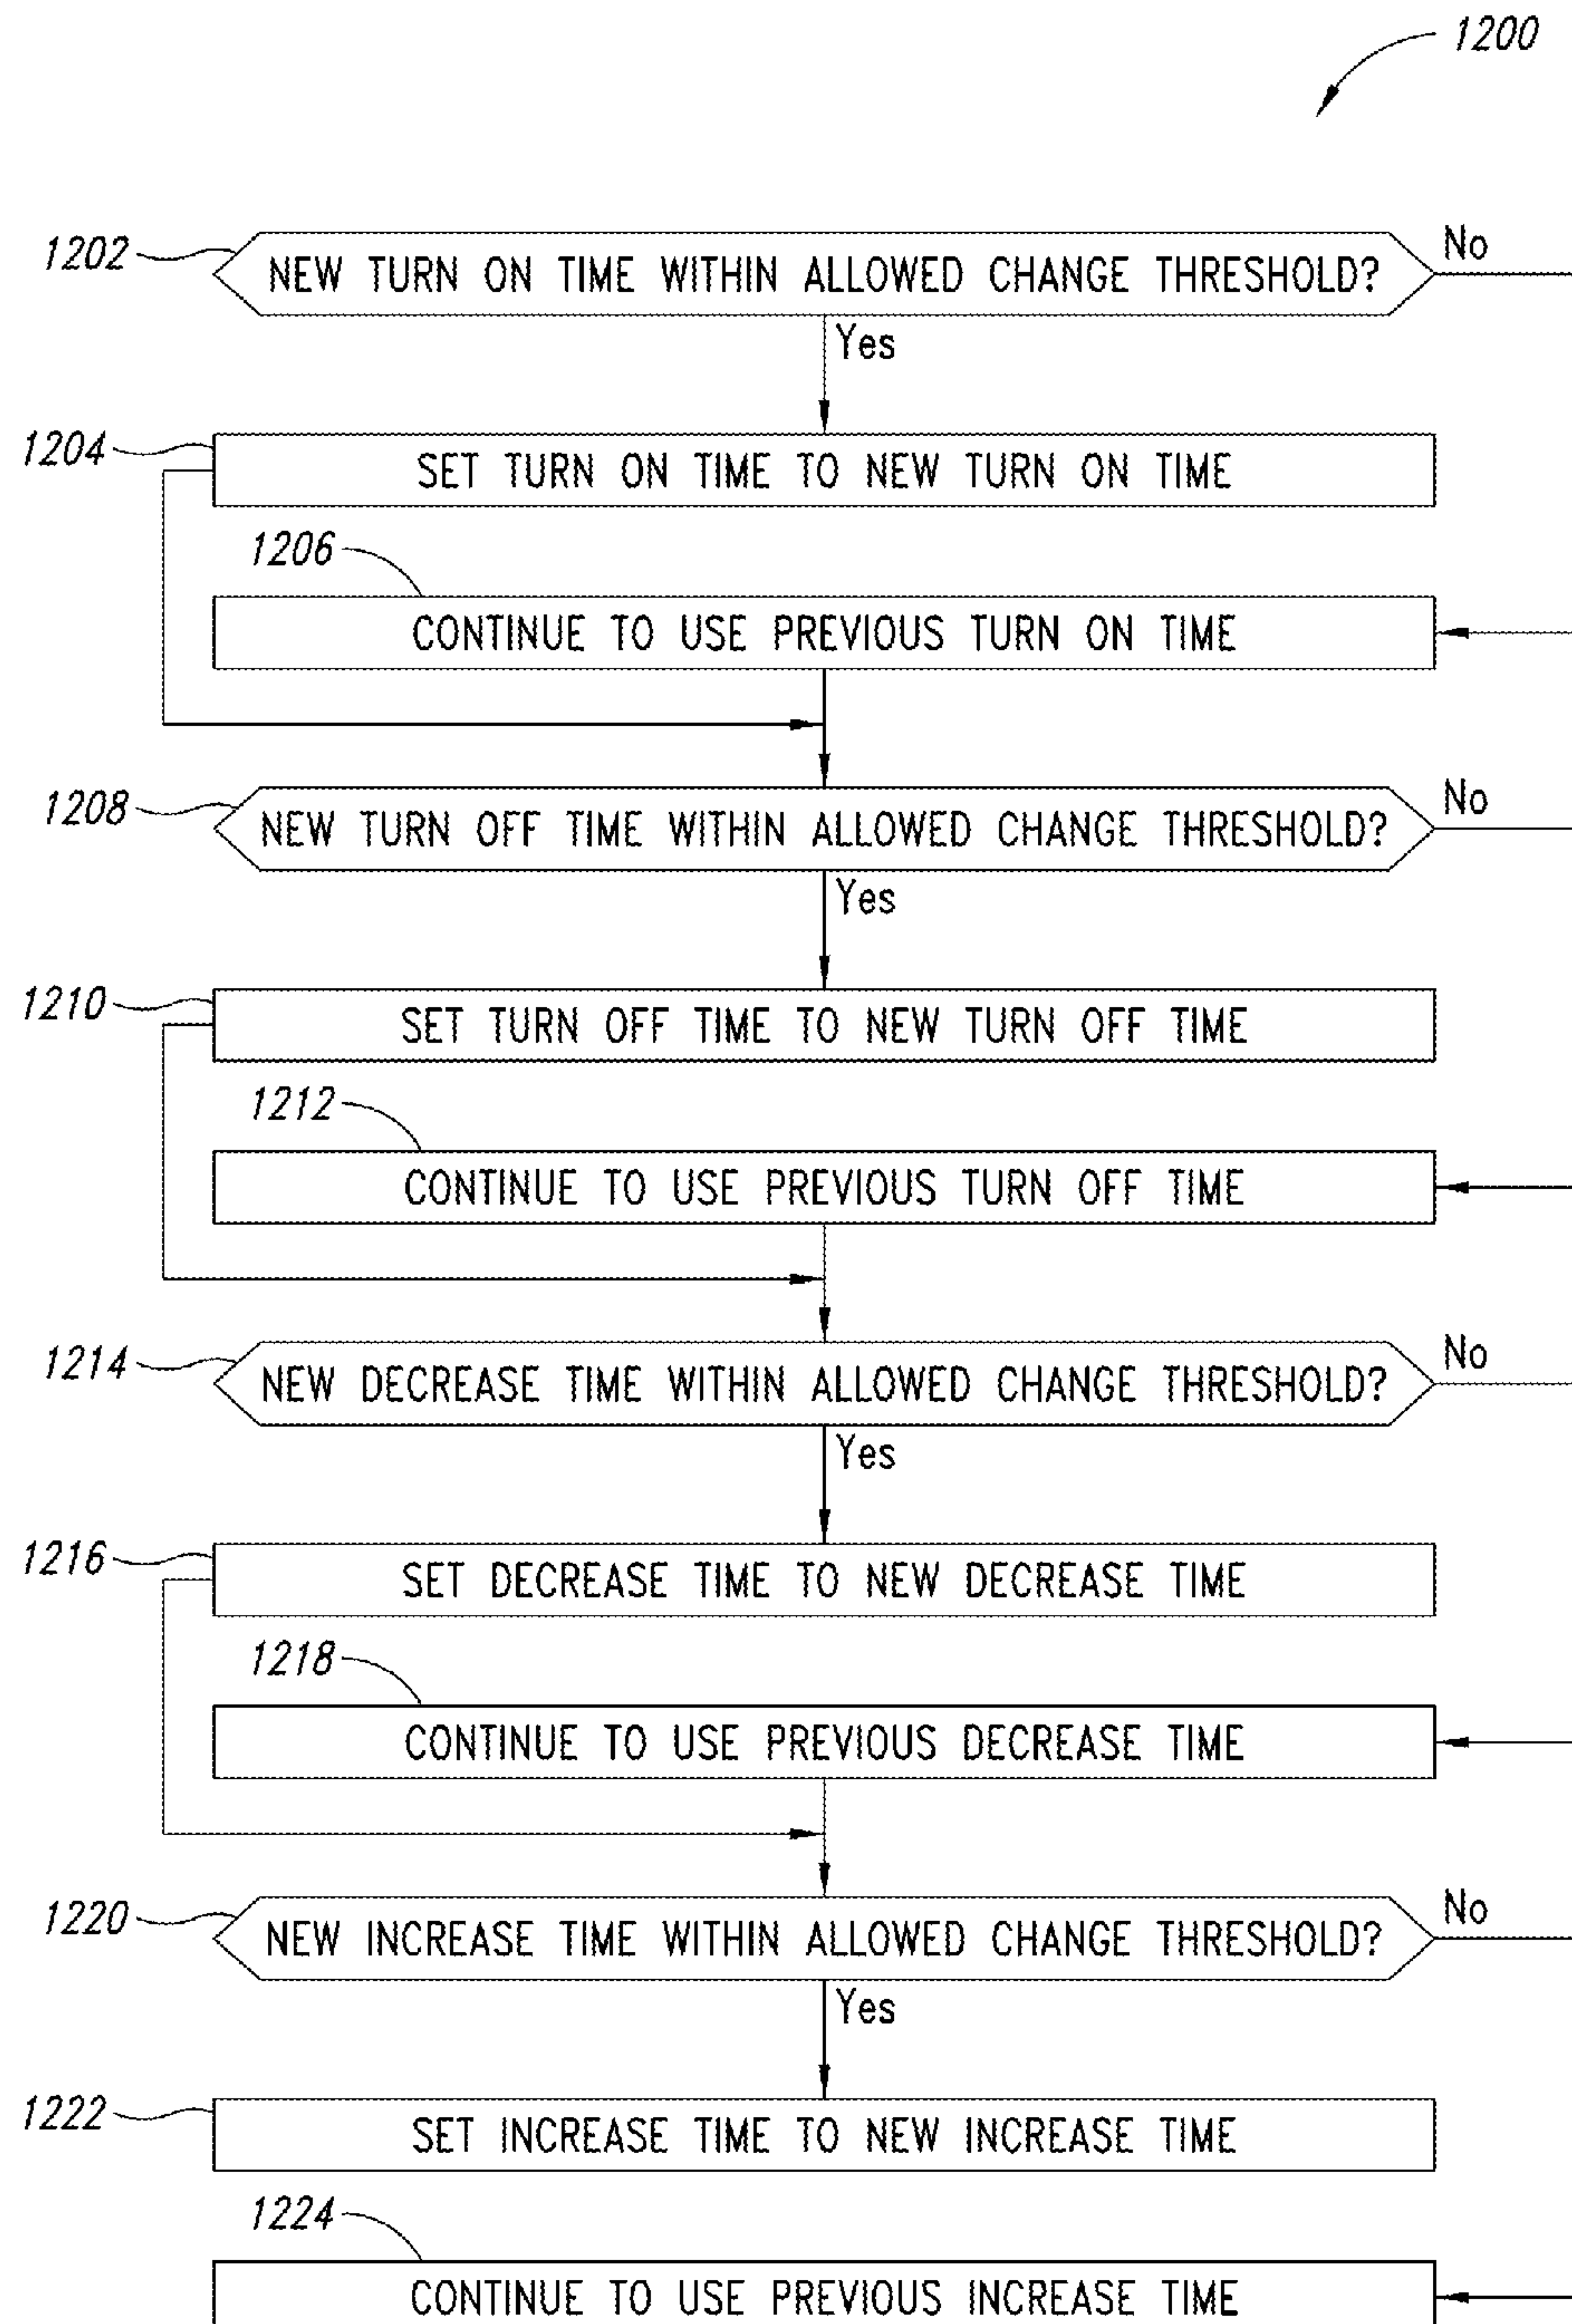 1200
1202
NEW TURN ON TIME WITHIN ALLOWED CHANGE THRESHOLD?
No
Yes
1204
SET TURN ON TIME TO NEW TURN ON TIME
1206
CONTINUE TO USE PREVIOUS TURN ON TIME
1208
NEW TURN OFF TIME WITHIN ALLOWED CHANGE THRESHOLD?
No
Yes
1210
SET TURN OFF TIME TO NEW TURN OFF TIME
1212
CONTINUE TO USE PREVIOUS TURN OFF TIME
1214
NEW DECREASE TIME WITHIN ALLOWED CHANGE THRESHOLD?
No
Yes
1216
SET DECREASE TIME TO NEW DECREASE TIME
1218
CONTINUE TO USE PREVIOUS DECREASE TIME
1220
NEW INCREASE TIME WITHIN ALLOWED CHANGE THRESHOLD?
No
Yes
1222
SET INCREASE TIME TO NEW INCREASE TIME
1224
CONTINUE TO USE PREVIOUS INCREASE TIME